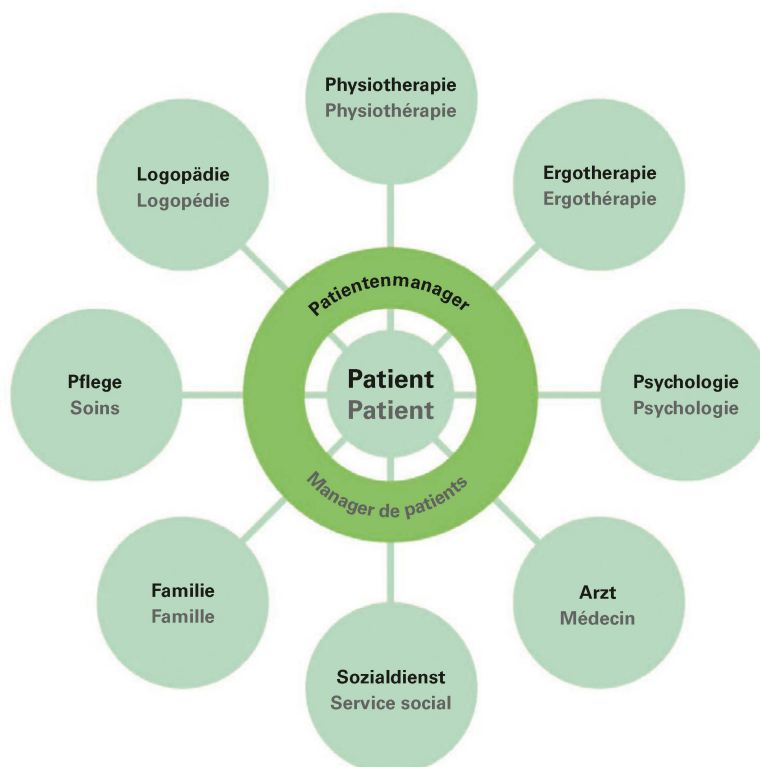 Physiotherapie
Physiothérapie
Logopädie
Logopédie
Ergotherapie
Ergothérapie
Patientenmanager
Pflege
Soins
Patient
Patient
Psychologie
Psychologie
Manager de patients
Familie
Famille
Arzt
Médecin
Sozialdienst
Service social